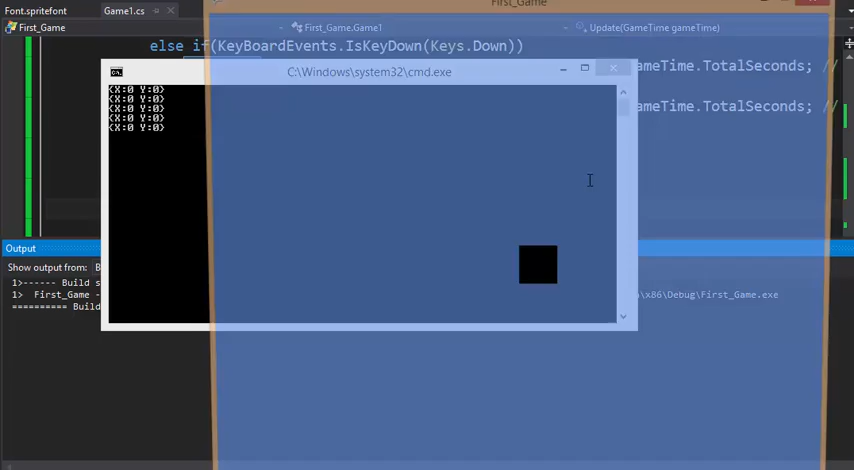 First_Game
Font.spritefont Game1.cs
First_Game First_Game.Game1 Update(GameTime gameTime)
else if(KeyBoardEvents.IsKeyDown(Keys.Down))
ameTime.TotalSeconds; //
C:\Windows\system32\cmd.exe
{X:0 Y:0}
{X:0 Y:0}
ameTime.TotalSeconds; //
{X:0 Y:0}
{X:0 Y:0}
{X:0 Y:0}
Output
Show output from: B
1>------ Build s
1> First_Game - \x86\Debug\First_Game.exe
========== Build